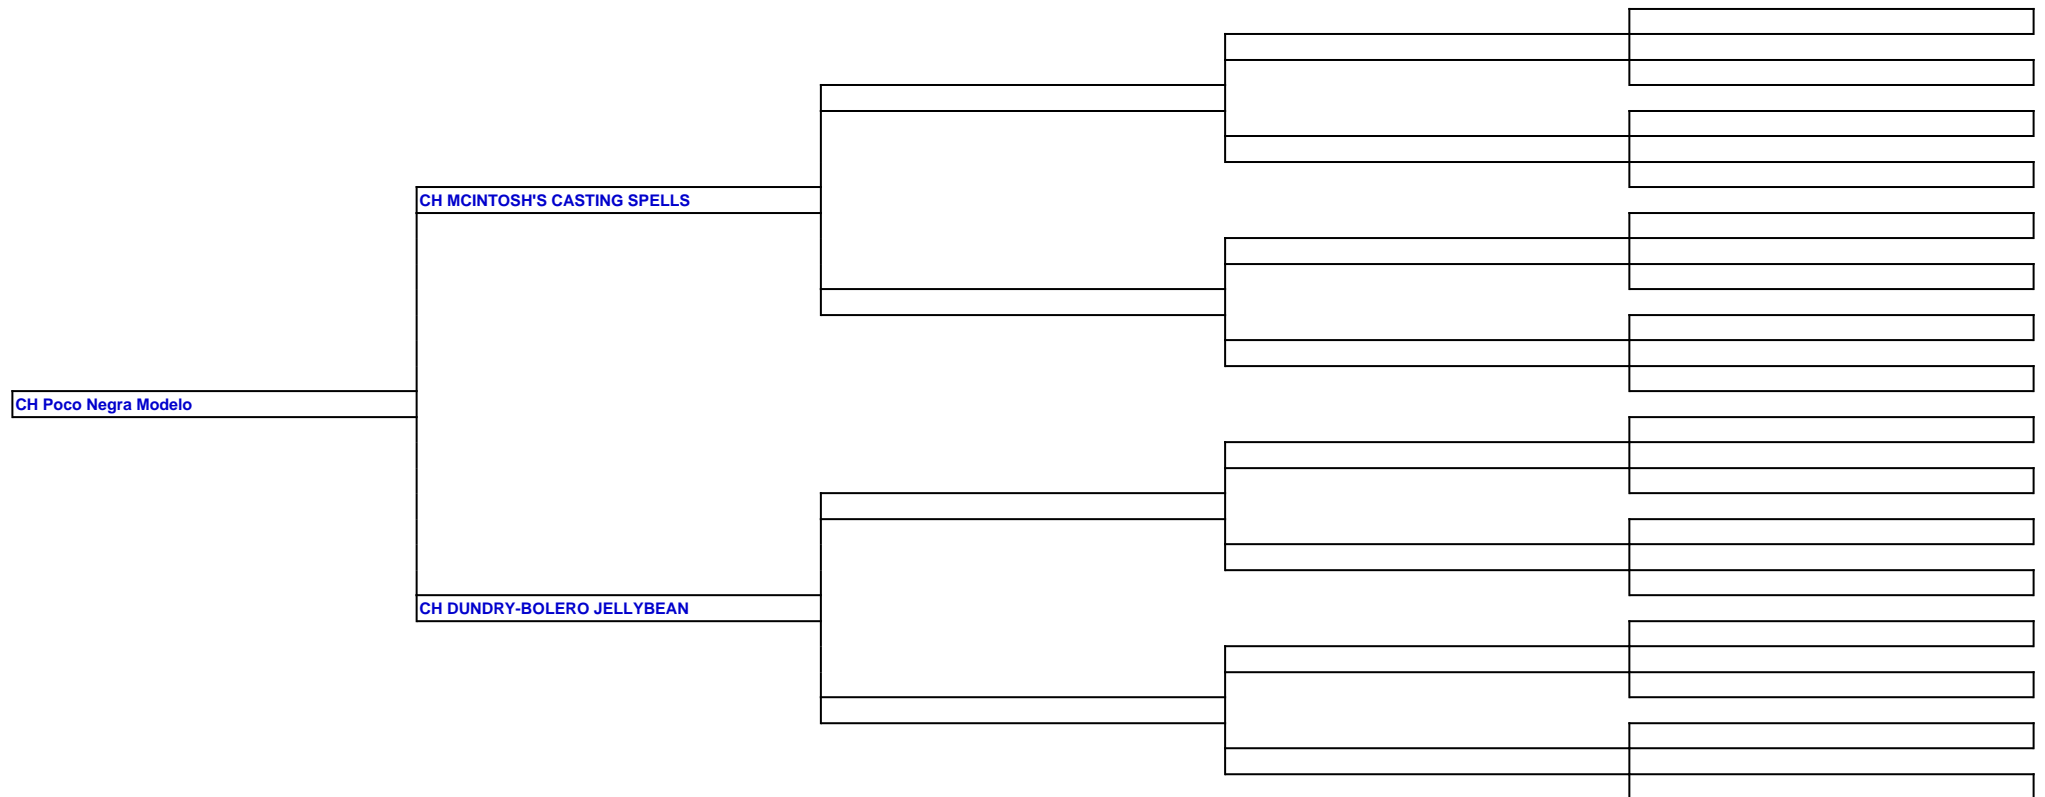 CH MCINTOSH'S CASTING SPELLS
CH Poco Negra Modelo
CH DUNDRY-BOLERO JELLYBEAN